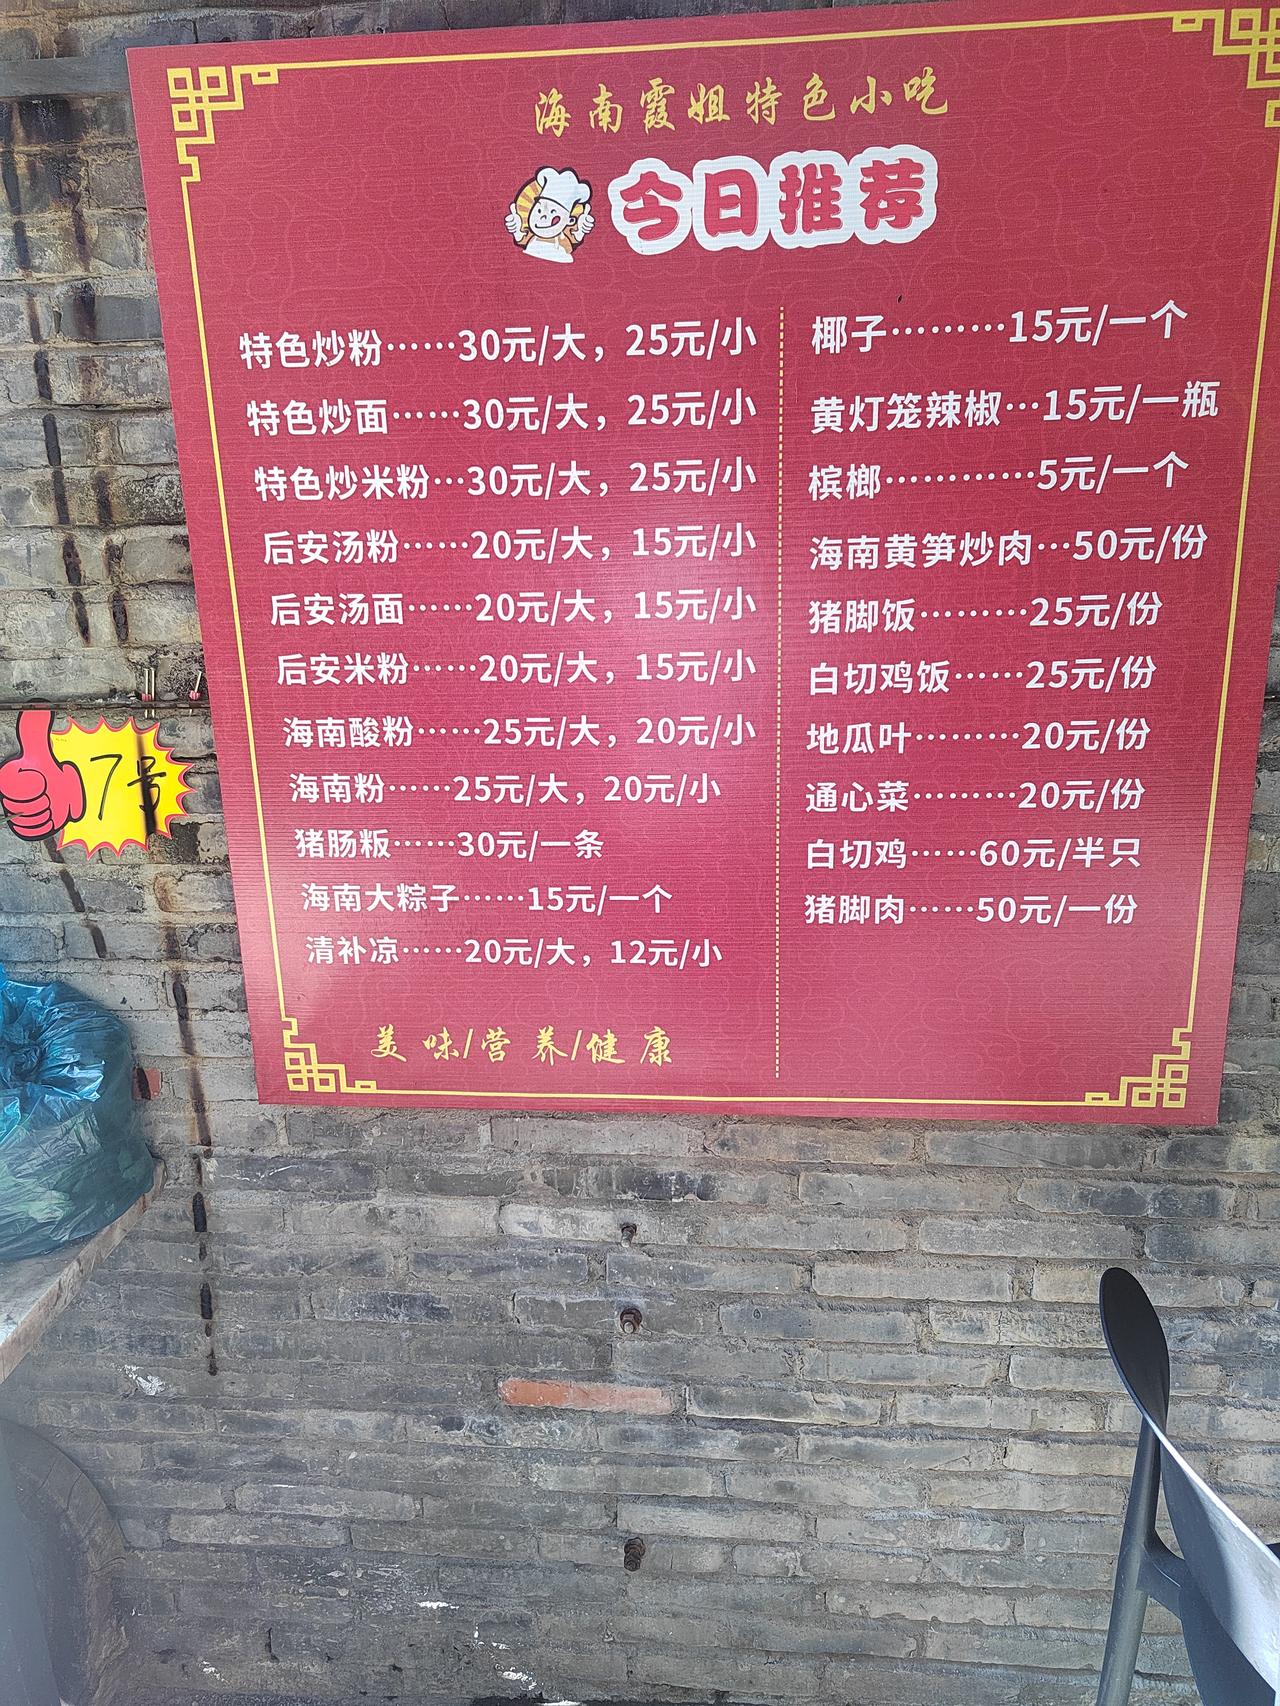 海南霞姐特色小吃
今日推荐
特色炒粉……30元/大，25元/小
特色炒面……30元/大，25元/小
特色炒米粉…30元/大，25元/小
后安汤粉……20元/大，15元/小
后安汤面……20元/大，15元/小
后安米粉……20元/大，15元/小
海南酸粉……25元/大，20元/小
海南粉……25元/大，20元/小
猪肠粄……30元/一条
海南大粽子……15元/一个
清补凉……20元/大，12元/小
美味/营养/健康
椰子………15元/一个
黄灯笼辣椒…15元/一瓶
槟榔…………5元/一个
海南黄笋炒肉…50元/份
猪脚饭………25元/份
白切鸡饭……25元/份
地瓜叶………20元/份
通心菜………20元/份
白切鸡……60元/半只
猪脚肉……50元/一份
7号